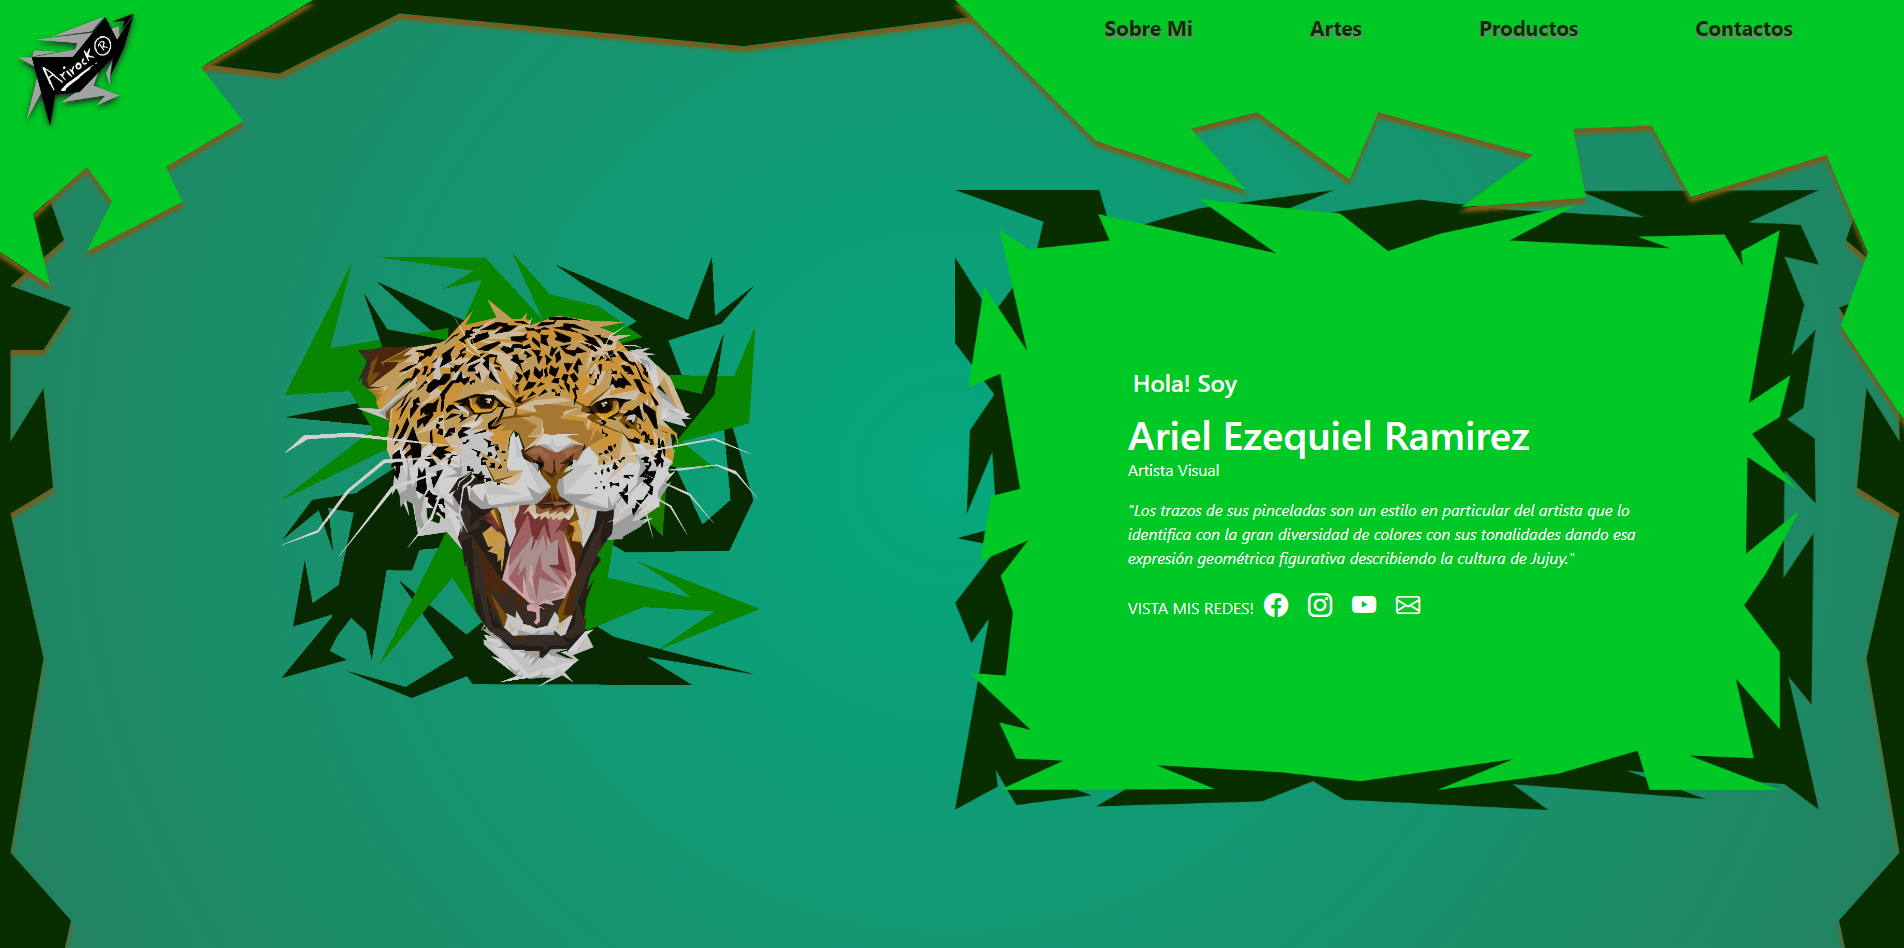 Arirock®
Sobre Mi
Artes
Productos
Contactos
Hola! Soy
Ariel Ezequiel Ramirez
Artista Visual
"Los trazos de sus pinceladas son un estilo en particular del artista que lo
identifica con la gran diversidad de colores con sus tonalidades dando esa
expresión geométrica figurativa describiendo la cultura de Jujuy."
VISTA MIS REDES!